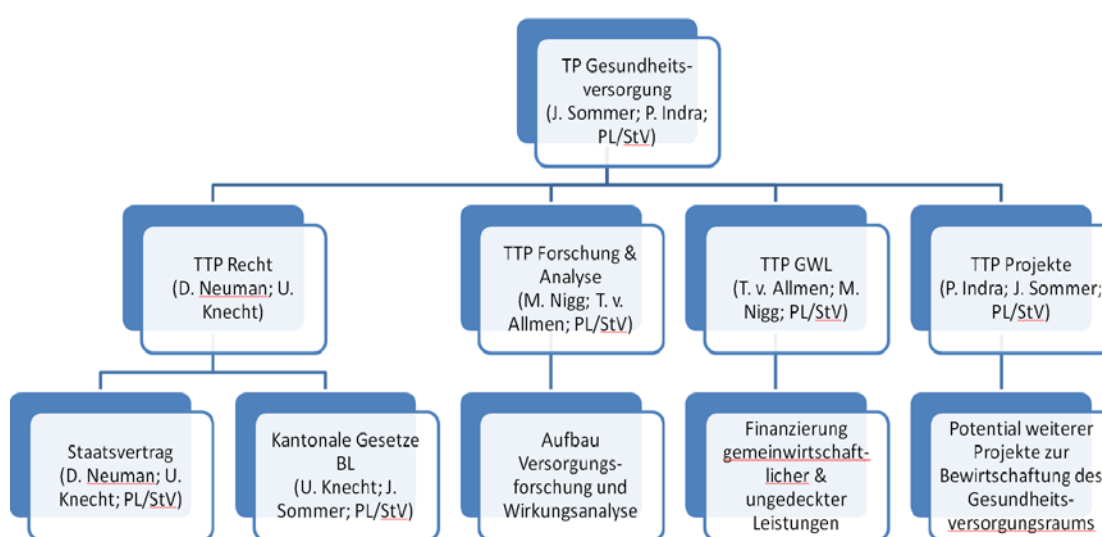 TP Gesundheits-
versorgung
(J. Sommer; P. Indra;
PL/StV)
TTP Recht
(D. Neuman; U.
Knecht)
TTP Forschung &
Analyse
(M. Nigg; T. v.
Allmen; PL/StV)
TTP GWL
(T. v. Allmen; M.
Nigg; PL/StV)
TTP Projekte
(P. Indra; J. Sommer;
PL/StV)
Staatsvertrag
(D. Neuman; U.
Knecht; PL/StV)
Kantonale Gesetze
BL
(U. Knecht; J.
Sommer; PL/StV)
Aufbau
Versorgungs-
forschung und
Wirkungsanalyse
Finanzierung
gemeinwirtschaft-
licher &
ungedeckter
Leistungen
Potential weiterer
Projekte zur
Bewirtschaftung des
Gesundheits-
versorgungsraums